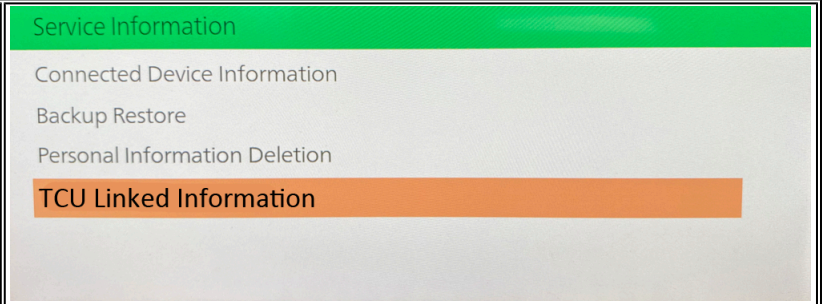 Service Information
Connected Device Information
Backup Restore
Personal Information Deletion
TCU Linked Information